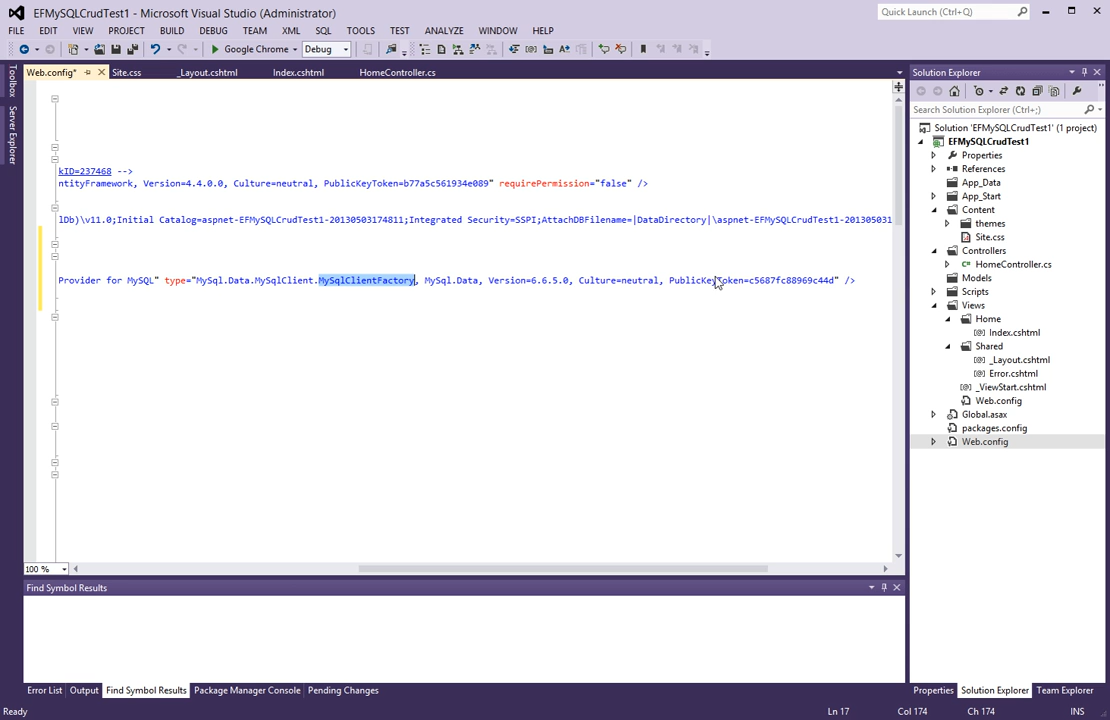 EFMySQLCrudTest1 - Microsoft Visual Studio (Administrator)
Quick Launch (Ctrl+Q)
FILE EDIT VIEW PROJECT BUILD DEBUG TEAM XML SQL TOOLS TEST ANALYZE WINDOW HELP
Google Chrome Debug
Web.config* Site.css _Layout.cshtml Index.cshtml HomeController.cs
Toolbox
Server Explorer
kID=237468 -->
ntityFramework, Version=4.4.0.0, Culture=neutral, PublicKeyToken=b77a5c561934e089" requirePermission="false" />
lDb)\v11.0;Initial Catalog=aspnet-EFMySQLCrudTest1-20130503174811;Integrated Security=SSPI;AttachDBFilename=|DataDirectory|\aspnet-EFMySQLCrudTest1-201305031
Provider for MySQL" type="MySql.Data.MySqlClient.MySqlClientFactory, MySql.Data, Version=6.6.5.0, Culture=neutral, PublicKeyToken=c5687fc88969c44d" />
100 %
Find Symbol Results
Error List Output Find Symbol Results Package Manager Console Pending Changes
Solution Explorer
Search Solution Explorer (Ctrl+;)
Solution 'EFMySQLCrudTest1' (1 project)
EFMySQLCrudTest1
Properties
References
App_Data
App_Start
Content
themes
Site.css
Controllers
HomeController.cs
Models
Scripts
Views
Home
Index.cshtml
Shared
_Layout.cshtml
Error.cshtml
_ViewStart.cshtml
Web.config
Global.asax
packages.config
Web.config
Properties Solution Explorer Team Explorer
Ready Ln 17 Col 174 Ch 174 INS